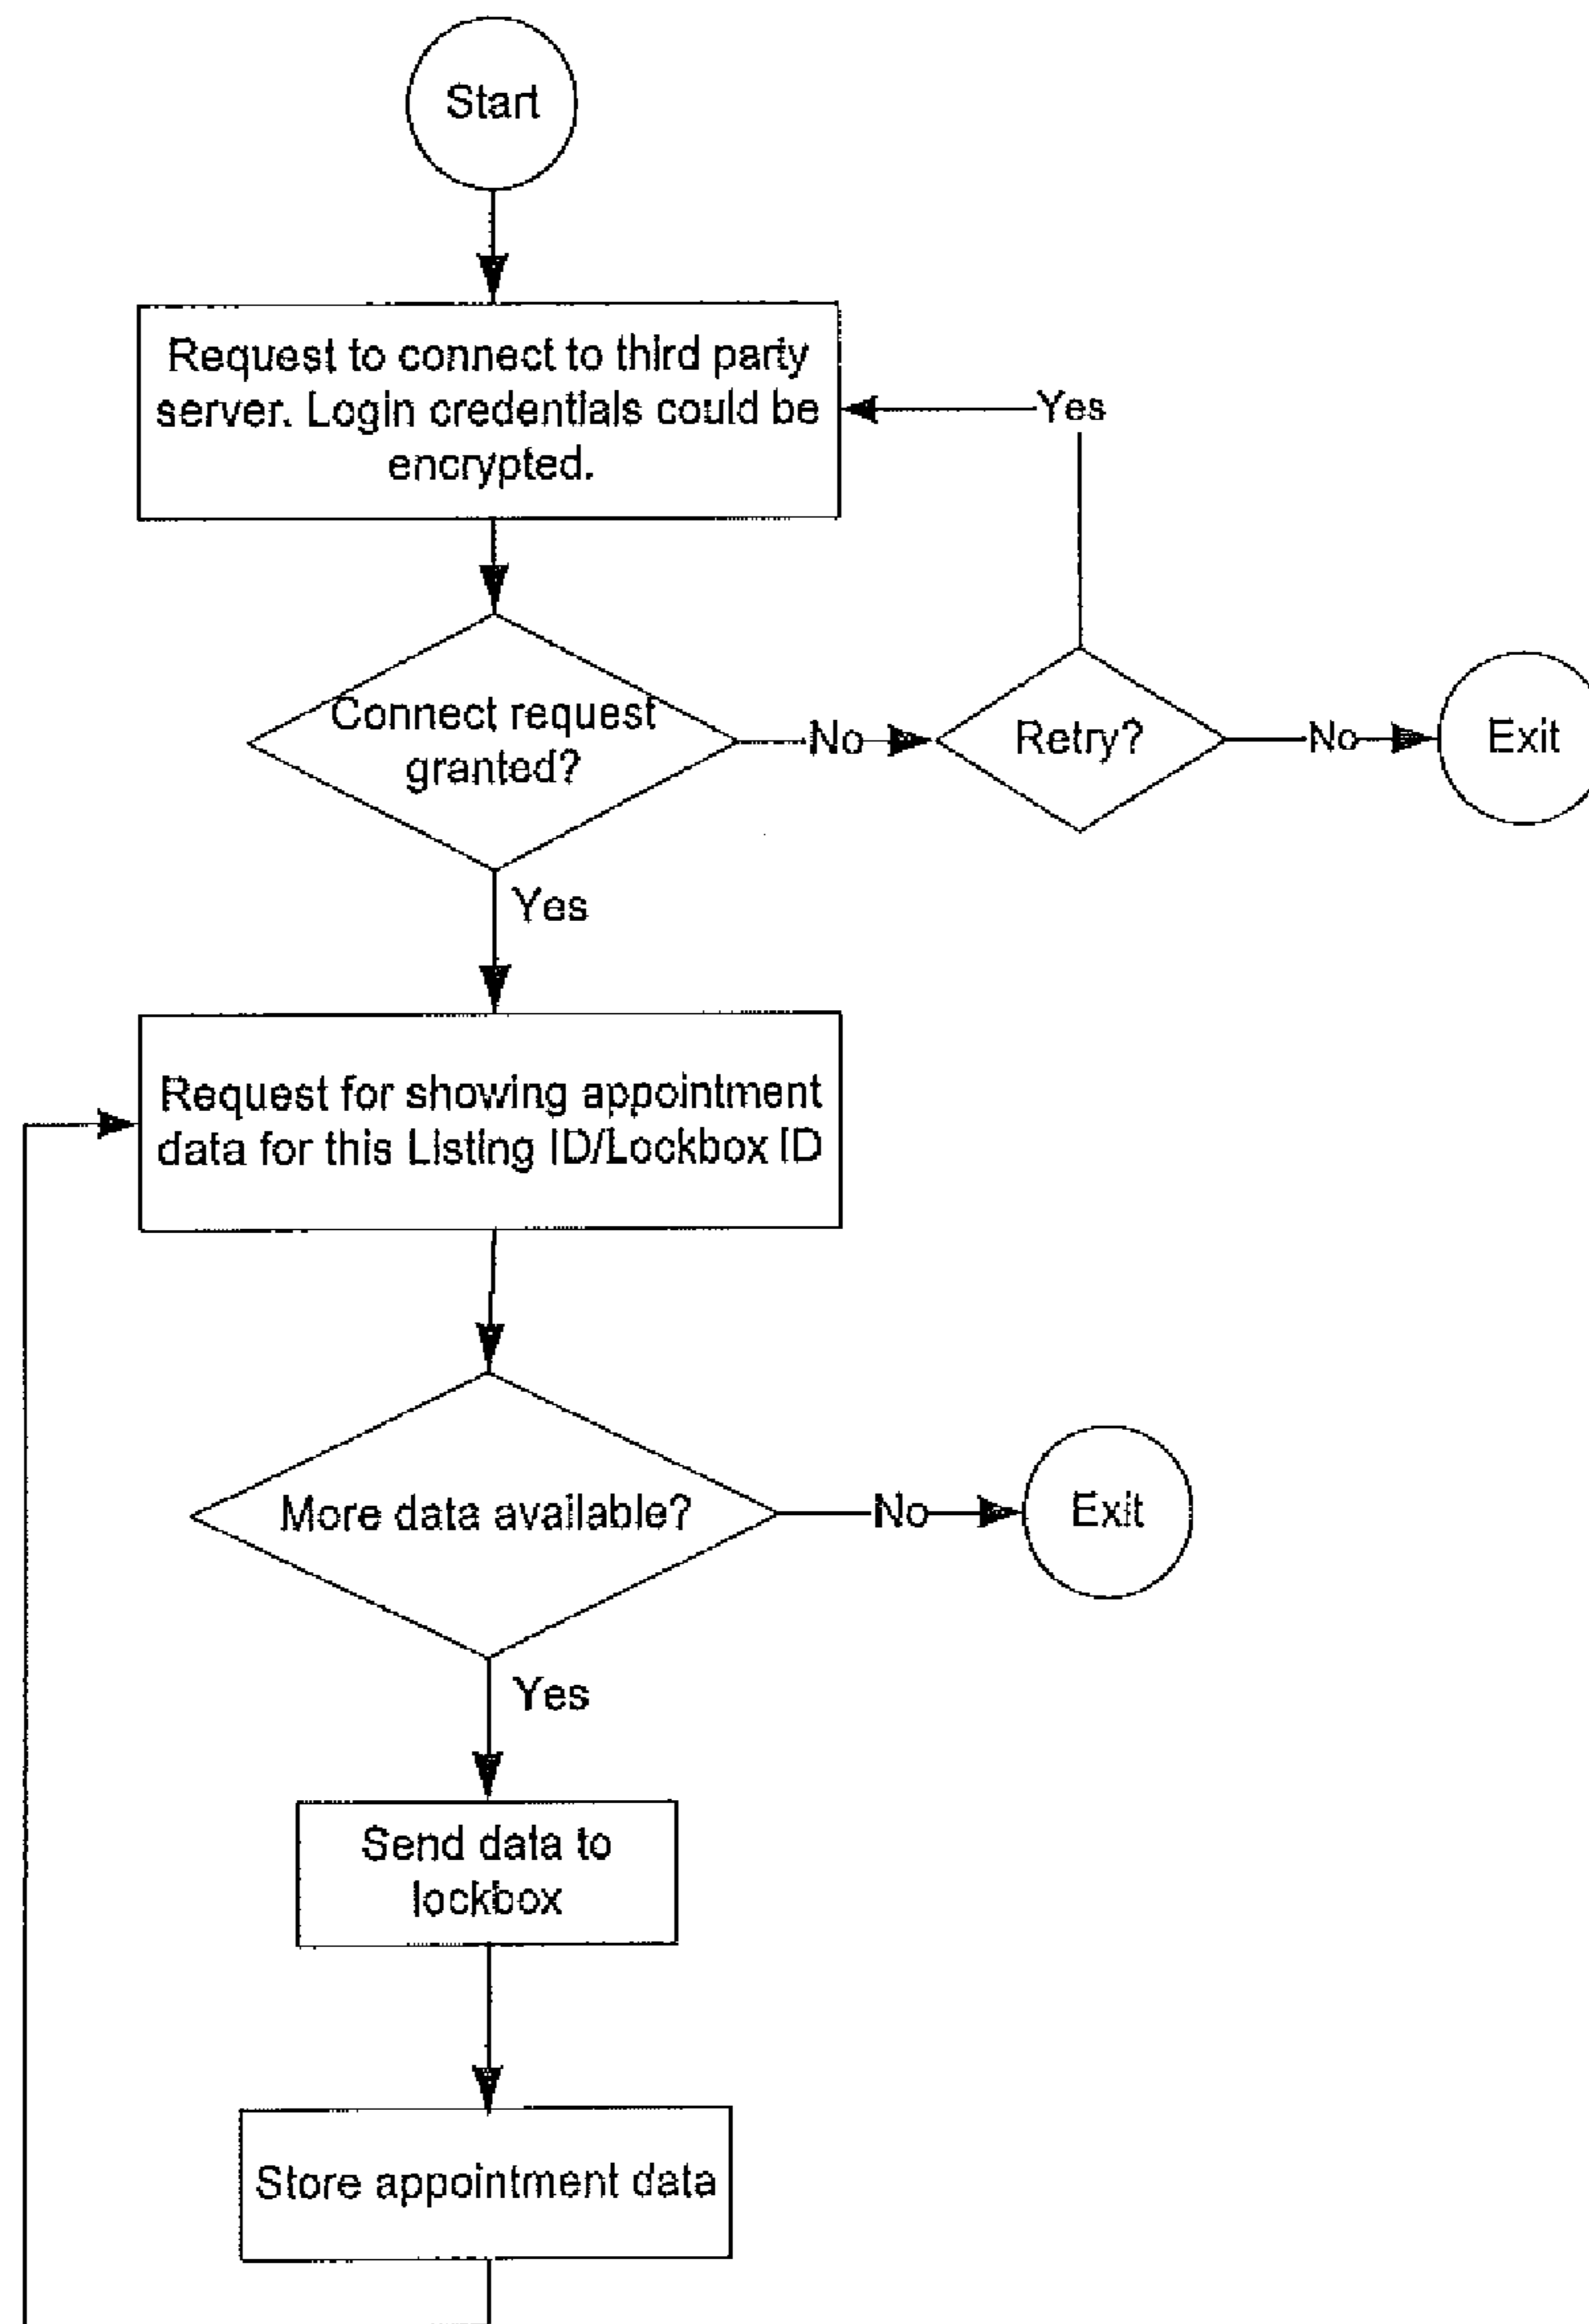 Start
Request to connect to third party
server. Login credentials could be
encrypted.
Yes
Connect request
granted?
No
Retry?
No
Exit
Yes
Request for showing appointment
data for this Listing ID/Lockbox ID
More data available?
No
Exit
Yes
Send data to
lockbox
Store appointment data